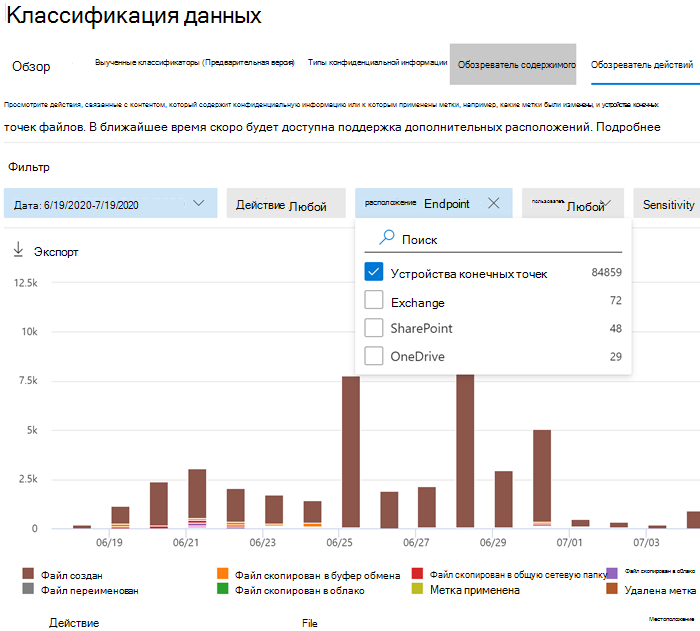 Классификация данных
Обзор
Выученные классификаторы (Предварительная версия)
Типы конфиденциальной информации
Обозреватель содержимого
Обозреватель действий
Просмотрите действия, связанные с контентом, который содержит конфиденциальную информацию или к которым применены метки, например, какие метки были изменены, и устройства конечных
точек файлов. В ближайшее время скоро будет доступна поддержка дополнительных расположений. Подробнее
Фильтр
Дата: 6/19/2020-7/19/2020
Действие Любой
расположение Endpoint
пользователь Любой
Sensitivity
Поиск
Экспорт
Устройства конечных точек 84859
Exchange 72
SharePoint 48
OneDrive 29
12.5k
10k
7.5k
5k
2.5k
0
06/19 06/21 06/23 06/25 06/27 06/29 07/01 07/03
Файл создан
Файл скопирован в буфер обмена
Файл скопирован в общую сетевую папку
Файл скопирован в облако
Файл переименован
Файл скопирован в облако
Метка применена
Удалена метка
Действие
File
Местоположение